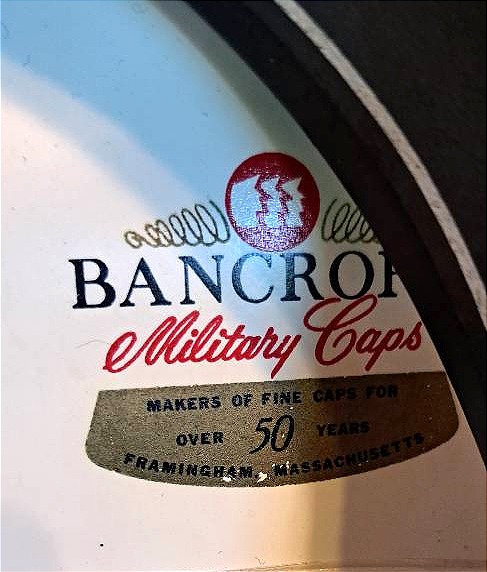 BANCROF
Military Caps
MAKERS OF FINE CAPS FOR
OVER 50 YEARS
FRAMINGHAM, MASSACHUSETTS